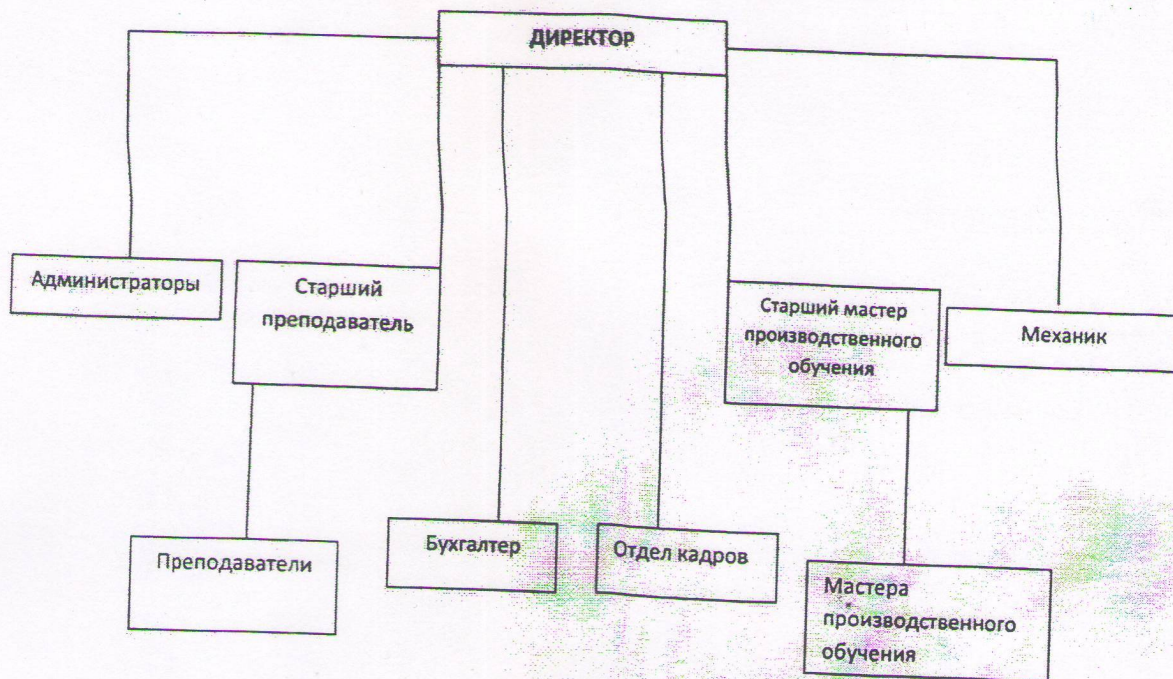 ДИРЕКТОР
Администраторы
Старший
преподаватель
Старший мастер
производственного
обучения
Механик
Преподаватели
Бухгалтер
Отдел кадров
Мастера
производственного
обучения